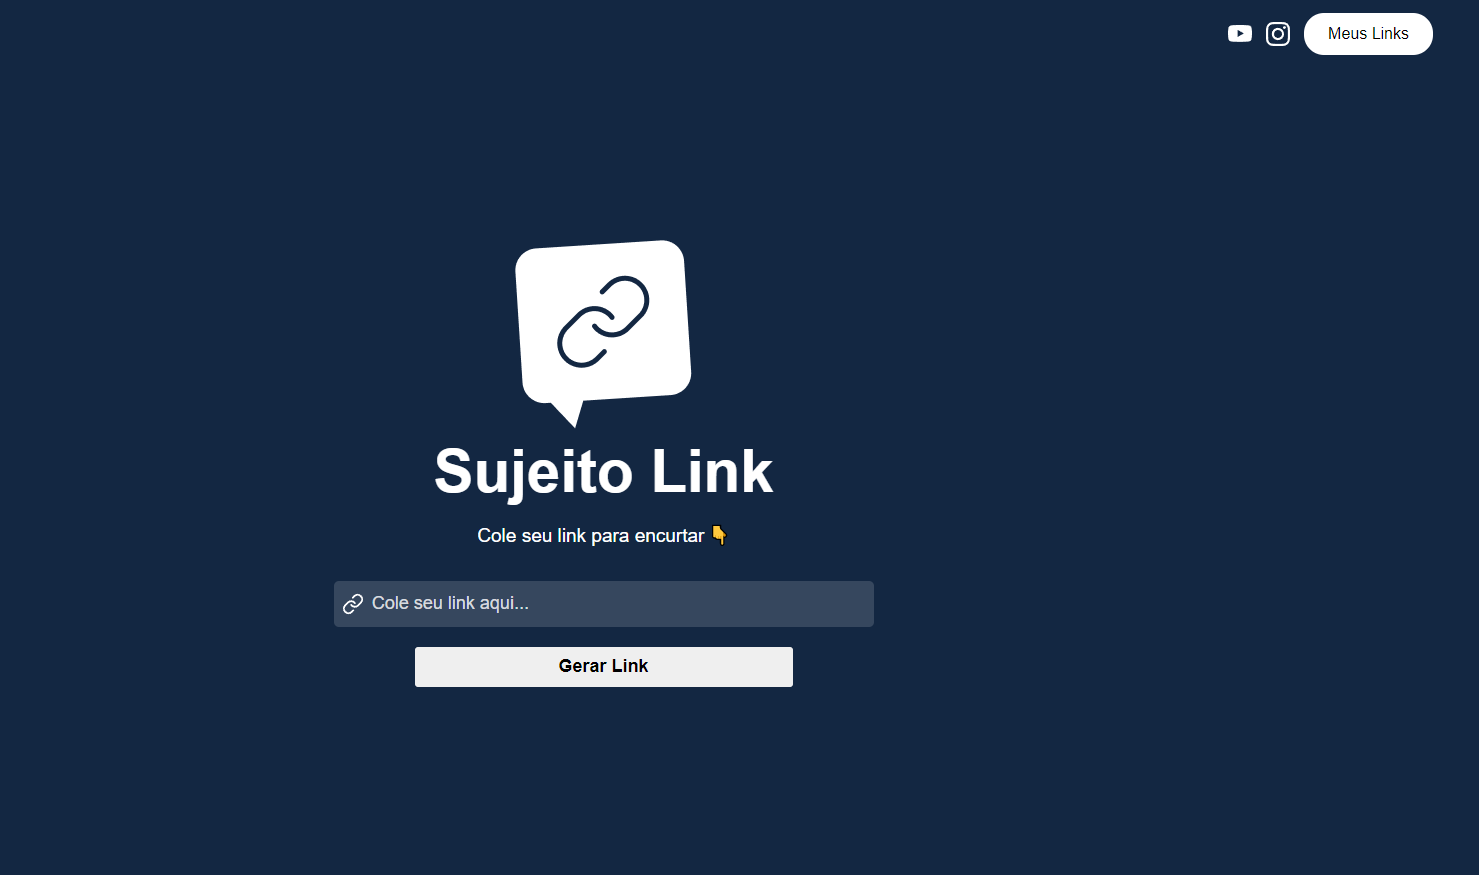 Meus Links
Sujeito Link
Cole seu link para encurtar 👇
Cole seu link aqui...
Gerar Link